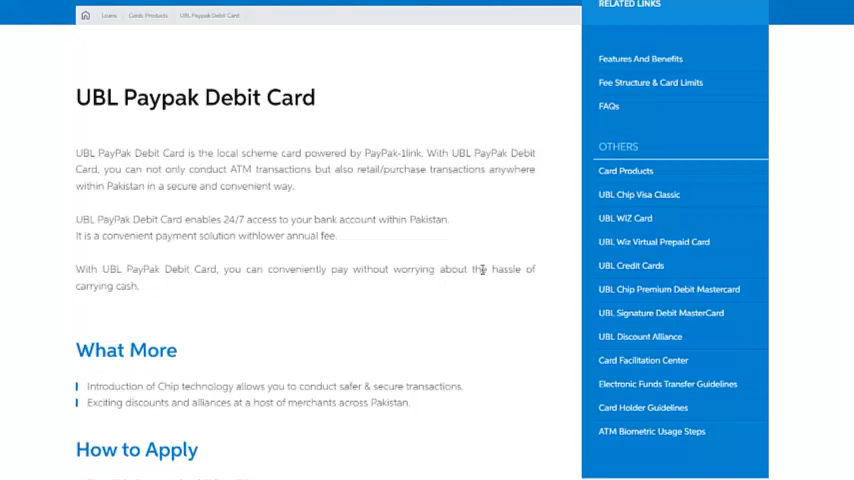 Loans
Cards Products
UBL Paypak Debit Card
UBL Paypak Debit Card
UBL PayPak Debit Card is the local scheme card powered by PayPak-1link. With UBL PayPak Debit
Card, you can not only conduct ATM transactions but also retail/purchase transactions anywhere
within Pakistan in a secure and convenient way.
UBL PayPak Debit Card enables 24/7 access to your bank account within Pakistan.
It is a convenient payment solution withlower annual fee.
With UBL PayPak Debit Card, you can conveniently pay without worrying about the hassle of
carrying cash.
What More
Introduction of Chip technology allows you to conduct safer & secure transactions.
Exciting discounts and alliances at a host of merchants across Pakistan.
How to Apply
RELATED LINKS
Features And Benefits
Fee Structure & Card Limits
FAQs
OTHERS
Card Products
UBL Chip Visa Classic
UBL WIZ Card
UBL Wiz Virtual Prepaid Card
UBL Credit Cards
UBL Chip Premium Debit Mastercard
UBL Signature Debit MasterCard
UBL Discount Alliance
Card Facilitation Center
Electronic Funds Transfer Guidelines
Card Holder Guidelines
ATM Biometric Usage Steps